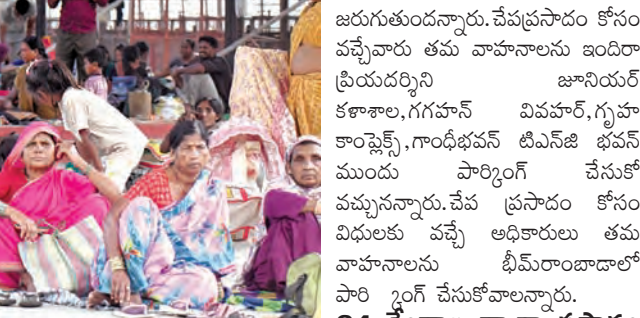 జరుగుతుందన్నారు.చేపప్రసాదం కోసం
వచ్చేవారు తమ వాహనాలను ఇందిరా
ప్రియదర్శిని జూనియర్
కళాశాల,గగహన్ వివహర్,గృహ
కాంప్లెక్స్,గాంధీభవన్ టిఎన్‌జి భవన్
ముందు పార్కింగ్ చేసుకో
వచ్చునన్నారు.చేప ప్రసాదం కోసం
విధులకు వచ్చే అధికారులు తమ
వాహనాలను భీమ్‌రాంబాడాలో
పారి ్కంగ్ చేసుకోవాలన్నారు.